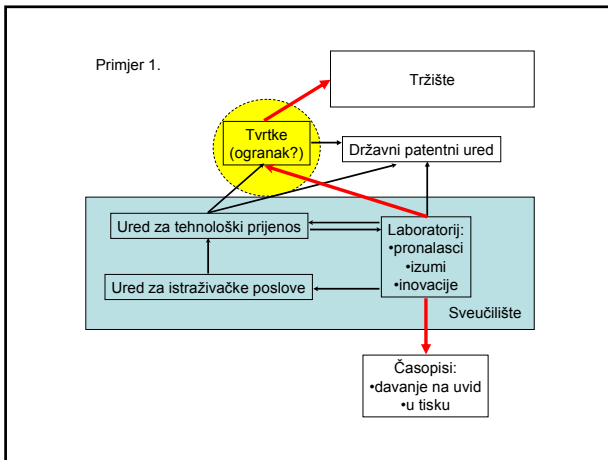 Primjer 1.
Tržište
Tvrtke
(ogranak?)
Državni patentni ured
Ured za tehnološki prijenos
Laboratorij:
•pronalasci
•izumi
•inovacije
Ured za istraživačke poslove
Sveučilište
Časopisi:
•davanje na uvid
•u tisku